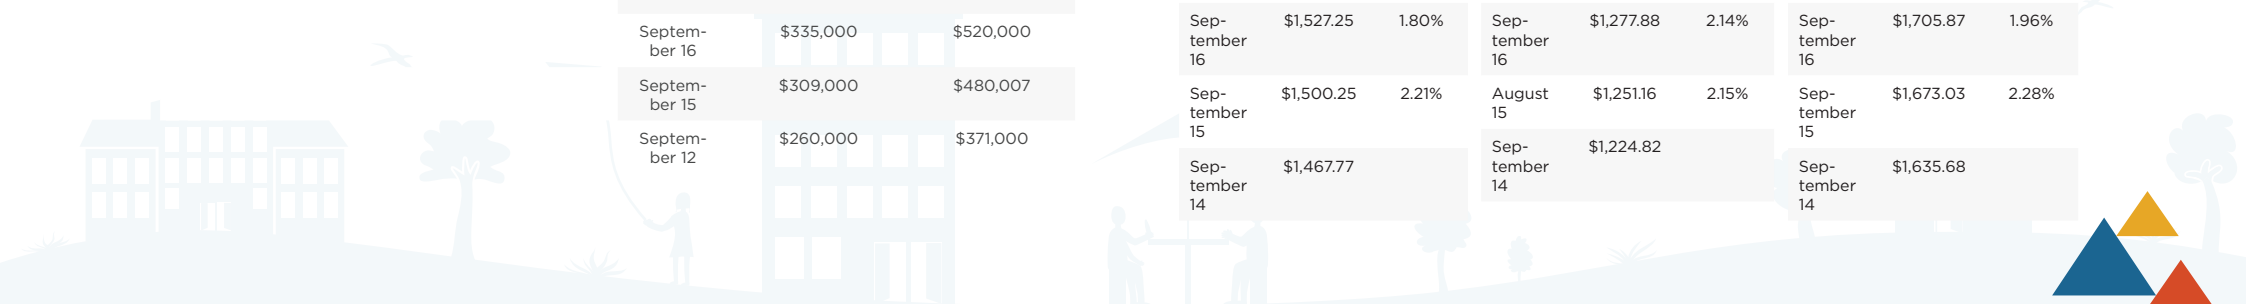 Septem-
ber 16
$335,000
$520,000
Septem-
ber 15
$309,000
$480,007
Septem-
ber 12
$260,000
$371,000
Sep-
tember
16
$1,527.25
1.80%
Sep-
tember
15
$1,500.25
2.21%
Sep-
tember
14
$1,467.77
Sep-
tember
16
$1,277.88
2.14%
August
15
$1,251.16
2.15%
Sep-
tember
14
$1,224.82
Sep-
tember
16
$1,705.87
1.96%
Sep-
tember
15
$1,673.03
2.28%
Sep-
tember
14
$1,635.68